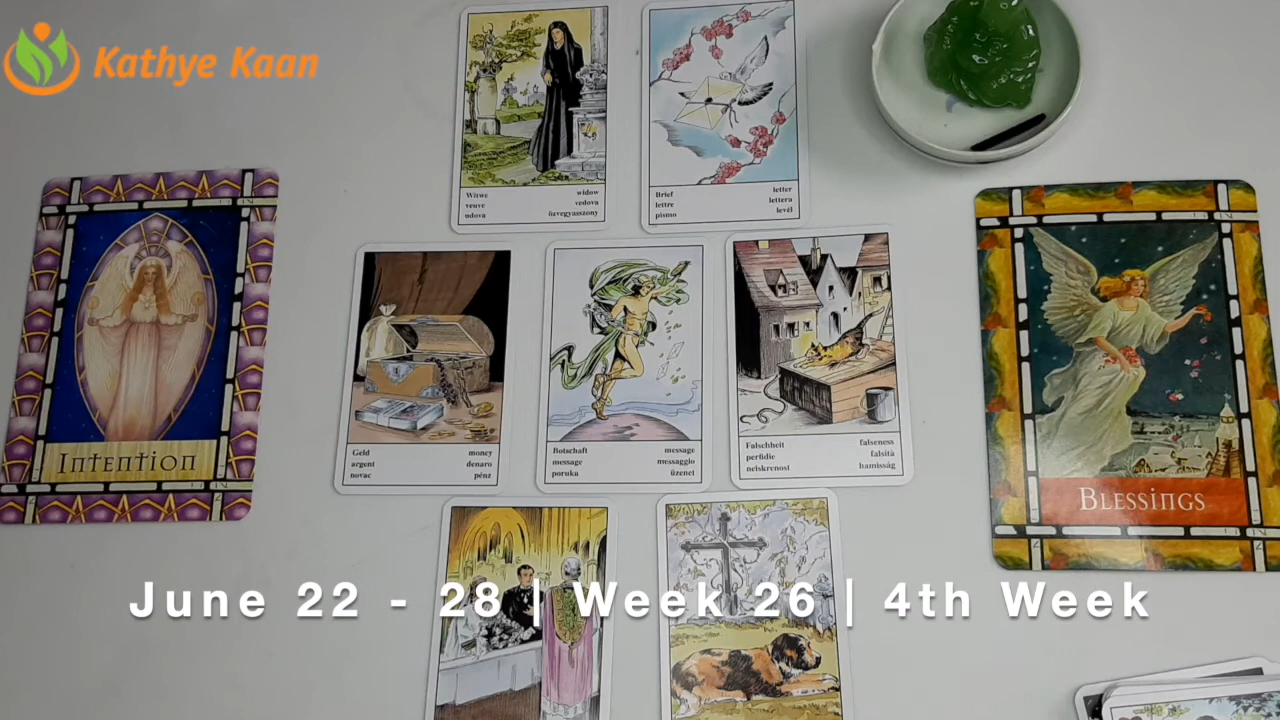 Kathye Kaan
Witwe widow
veuve vedova
udova özvegyasszony
Brief letter
lettre lettera
pismo levél
Geld money
argent denaro
novac pénz
Botschaft message
message messaggio
poruka üzenet
Falschheit falseness
perfidie falsità
neiskrenost hamisság
Intention
Blessings
June 22 - 28 | Week 26 | 4th Week